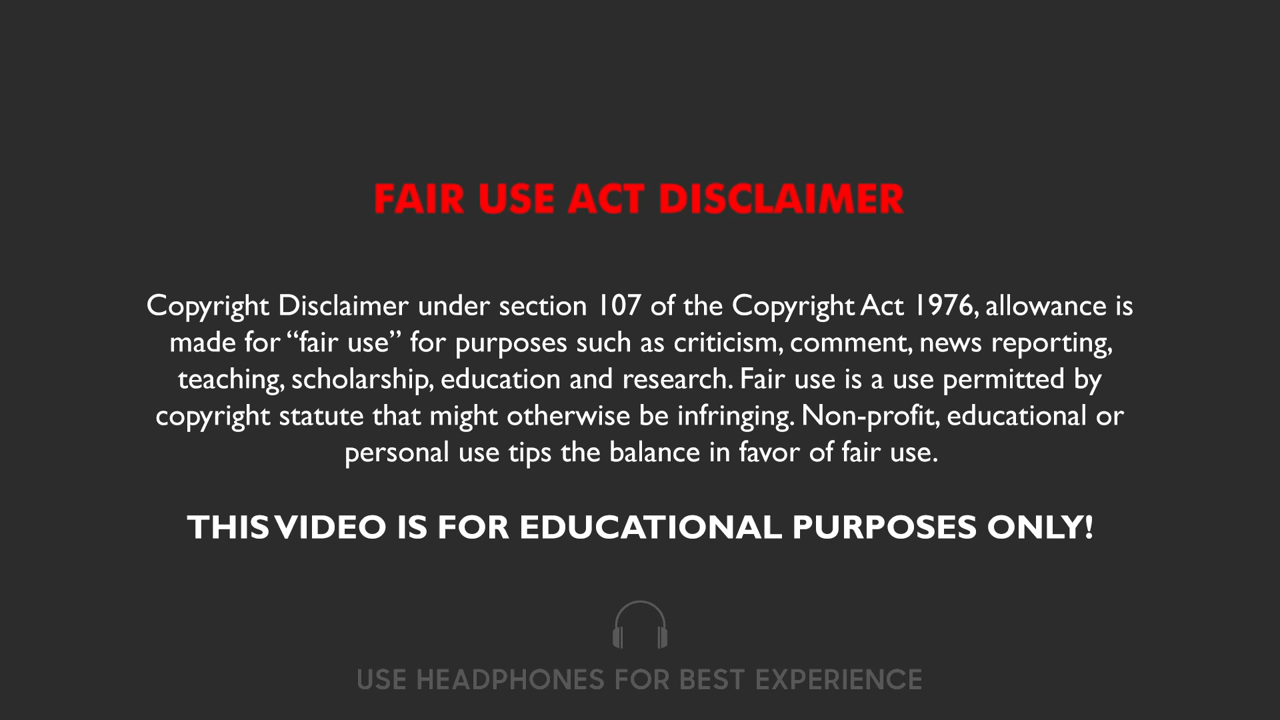 FAIR USE ACT DISCLAIMER
Copyright Disclaimer under section 107 of the Copyright Act 1976, allowance is
made for “fair use” for purposes such as criticism, comment, news reporting,
teaching, scholarship, education and research. Fair use is a use permitted by
copyright statute that might otherwise be infringing. Non-profit, educational or
personal use tips the balance in favor of fair use.
THIS VIDEO IS FOR EDUCATIONAL PURPOSES ONLY!
USE HEADPHONES FOR BEST EXPERIENCE